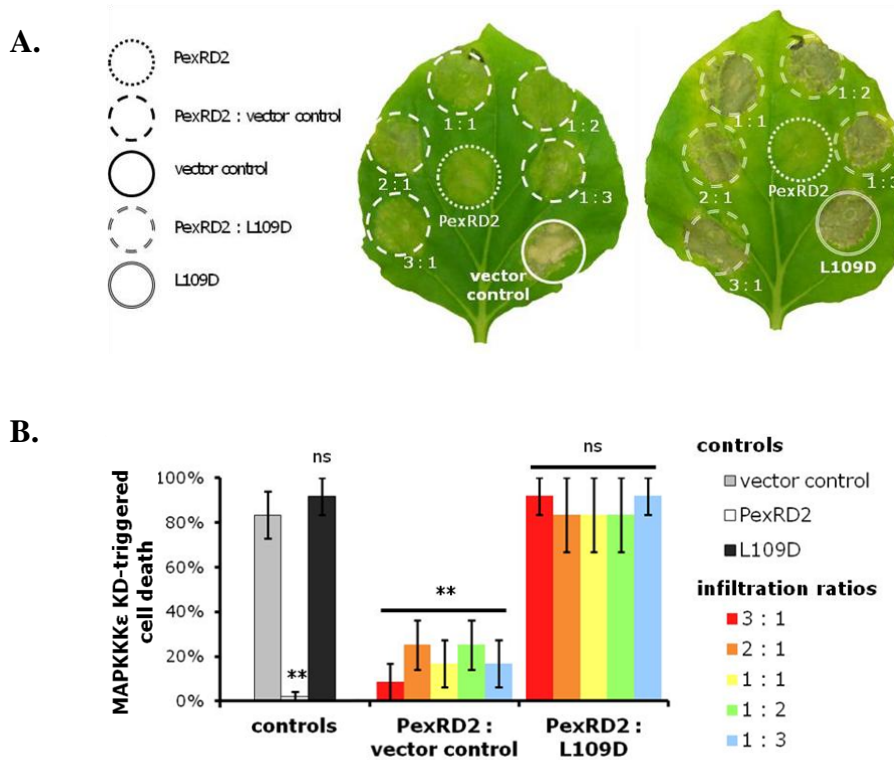 A.
PexRD2
PexRD2 : vector control
vector control
PexRD2 : L109D
L109D
1 : 1
1 : 2
2 : 1
1 : 3
PexRD2
3 : 1
vector
control
1 : 2
1 : 1
1 : 3
PexRD2
2 : 1
L109D
3 : 1
B.
MAPKKKε KD-triggered
cell death
100%
80%
60%
40%
20%
0%
ns
**
**
ns
controls
PexRD2 :
vector control
PexRD2 :
L109D
controls
vector control
PexRD2
L109D
infiltration ratios
3 : 1
2 : 1
1 : 1
1 : 2
1 : 3